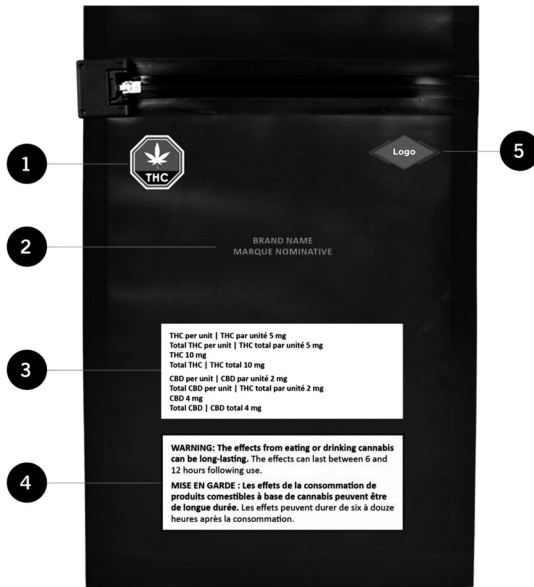 1
THC
Logo
5
2
BRAND NAME
MARQUE NOMINATIVE
3
THC per unit | THC par unité 5 mg
Total THC per unit | THC total par unité 5 mg
THC 10 mg
Total THC | THC total 10 mg
CBD per unit | CBD par unité 2 mg
Total CBD per unit | THC total par unité 2 mg
CBD 4 mg
Total CBD | CBD total 4 mg
4
WARNING: The effects from eating or drinking cannabis
can be long-lasting. The effects can last between 6 and
12 hours following use.
MISE EN GARDE : Les effets de la consommation de
produits comestibles à base de cannabis peuvent être
de longue durée. Les effets peuvent durer de six à douze
heures après la consommation.